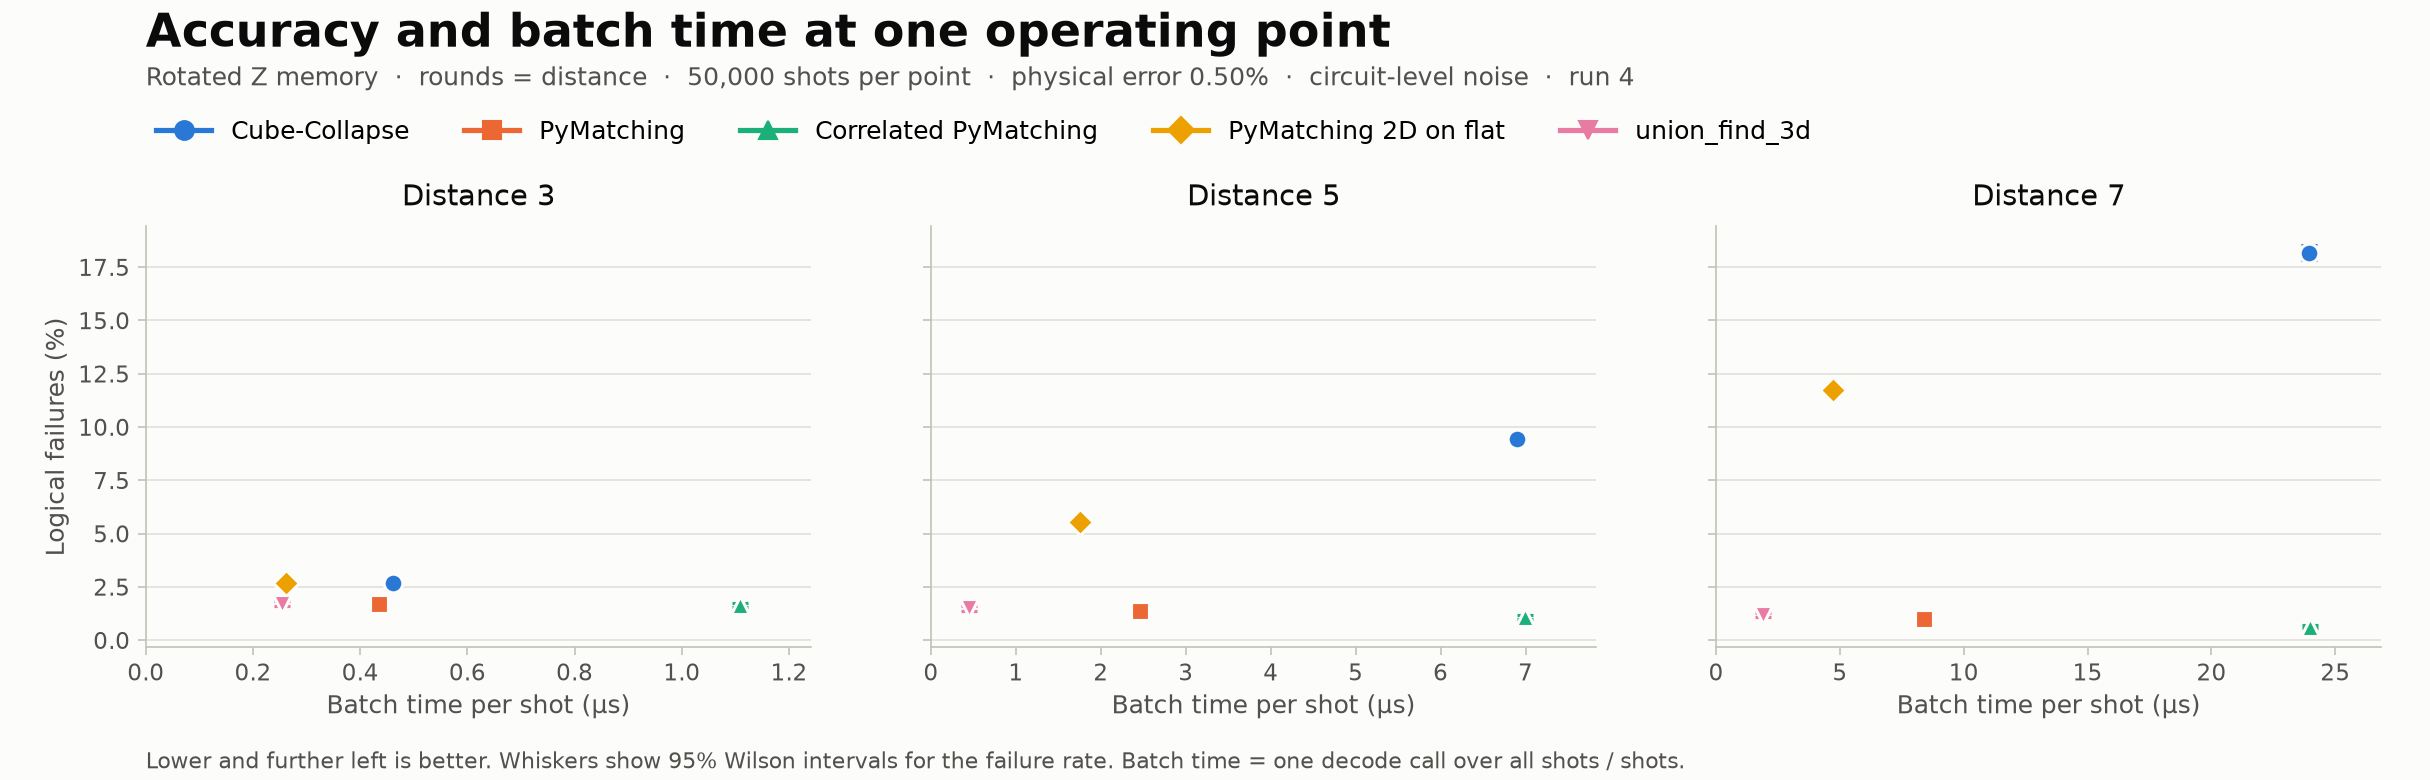 Accuracy and batch time at one operating point
Rotated Z memory · rounds = distance · 50,000 shots per point · physical error 0.50% · circuit-level noise · run 4
Cube-Collapse PyMatching Correlated PyMatching PyMatching 2D on flat union_find_3d
Distance 3 Distance 5 Distance 7
Logical failures (%)
17.5
15.0
12.5
10.0
7.5
5.0
2.5
0.0
0.0 0.2 0.4 0.6 0.8 1.0 1.2
0 1 2 3 4 5 6 7
0 5 10 15 20 25
Batch time per shot (µs) Batch time per shot (µs) Batch time per shot (µs)
Lower and further left is better. Whiskers show 95% Wilson intervals for the failure rate. Batch time = one decode call over all shots / shots.